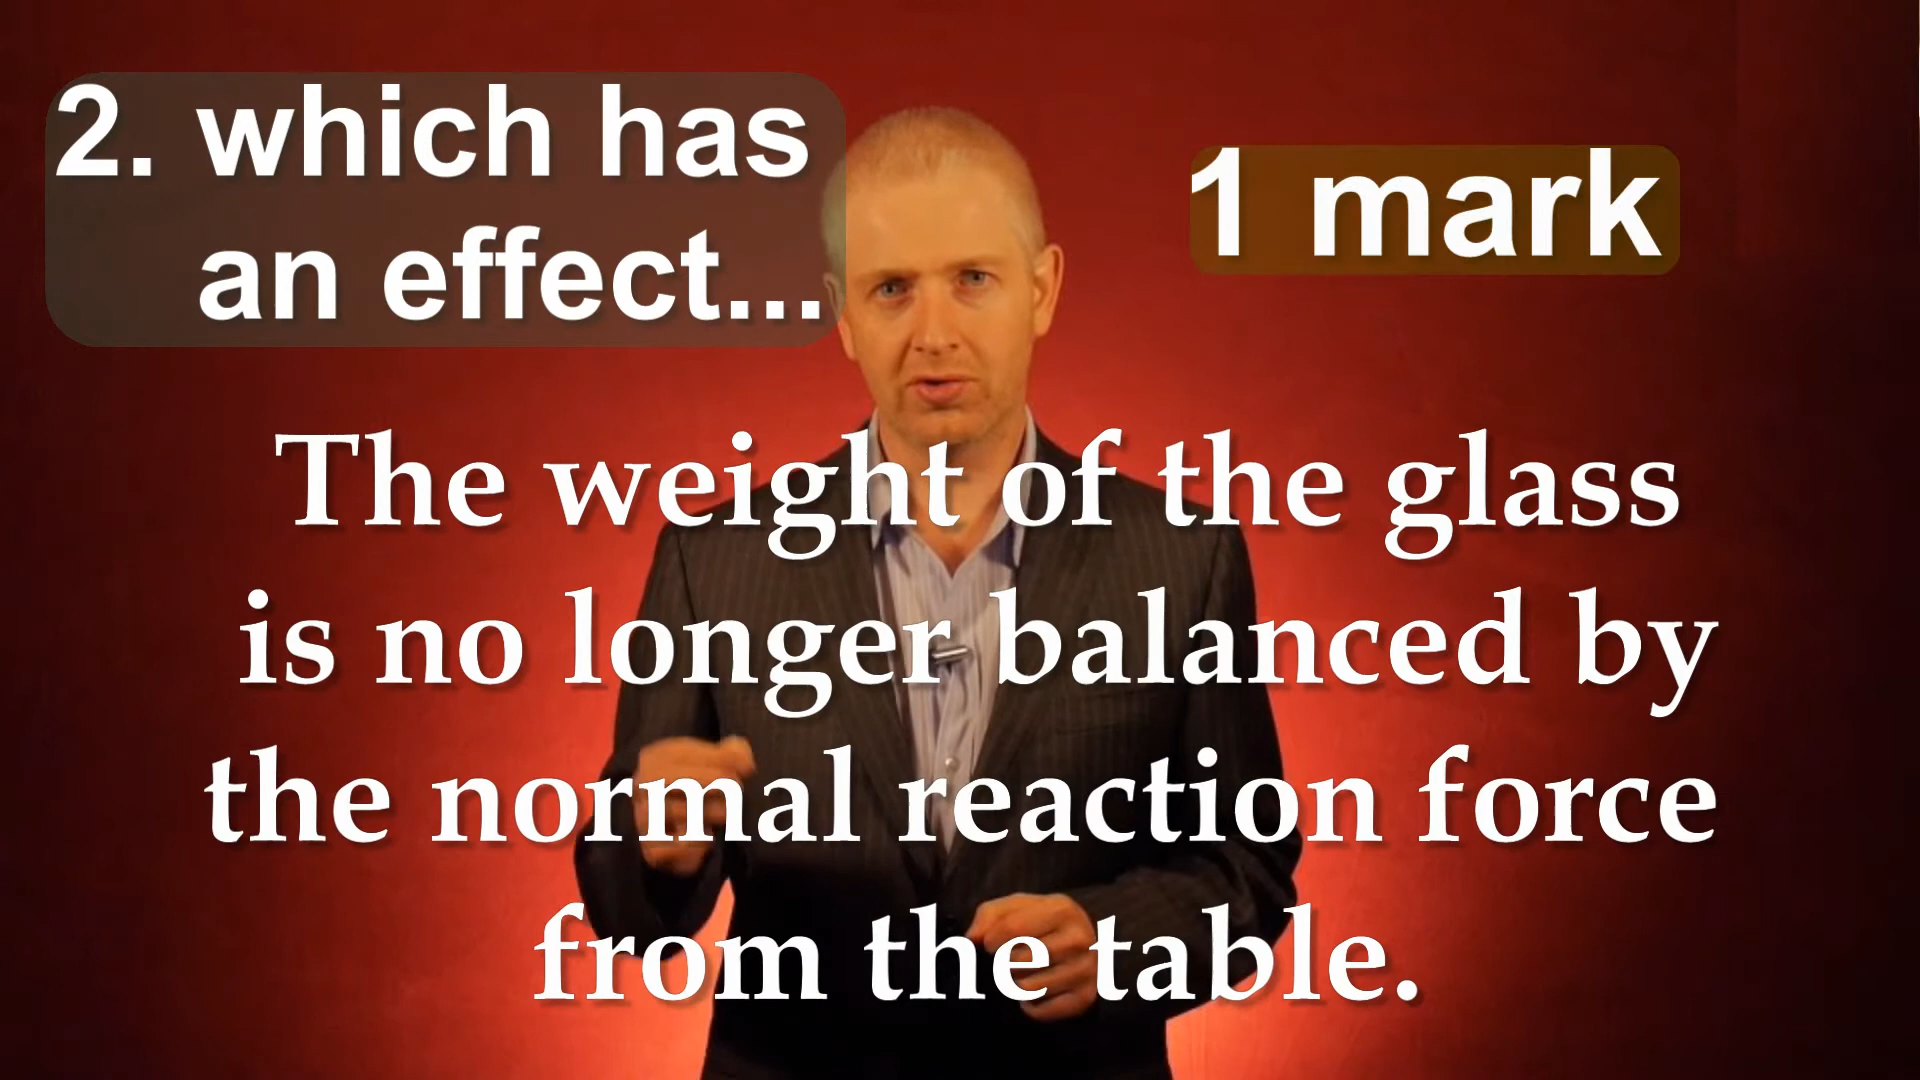 2. which has
an effect...
1 mark
The weight of the glass
is no longer balanced by
the normal reaction force
from the table.